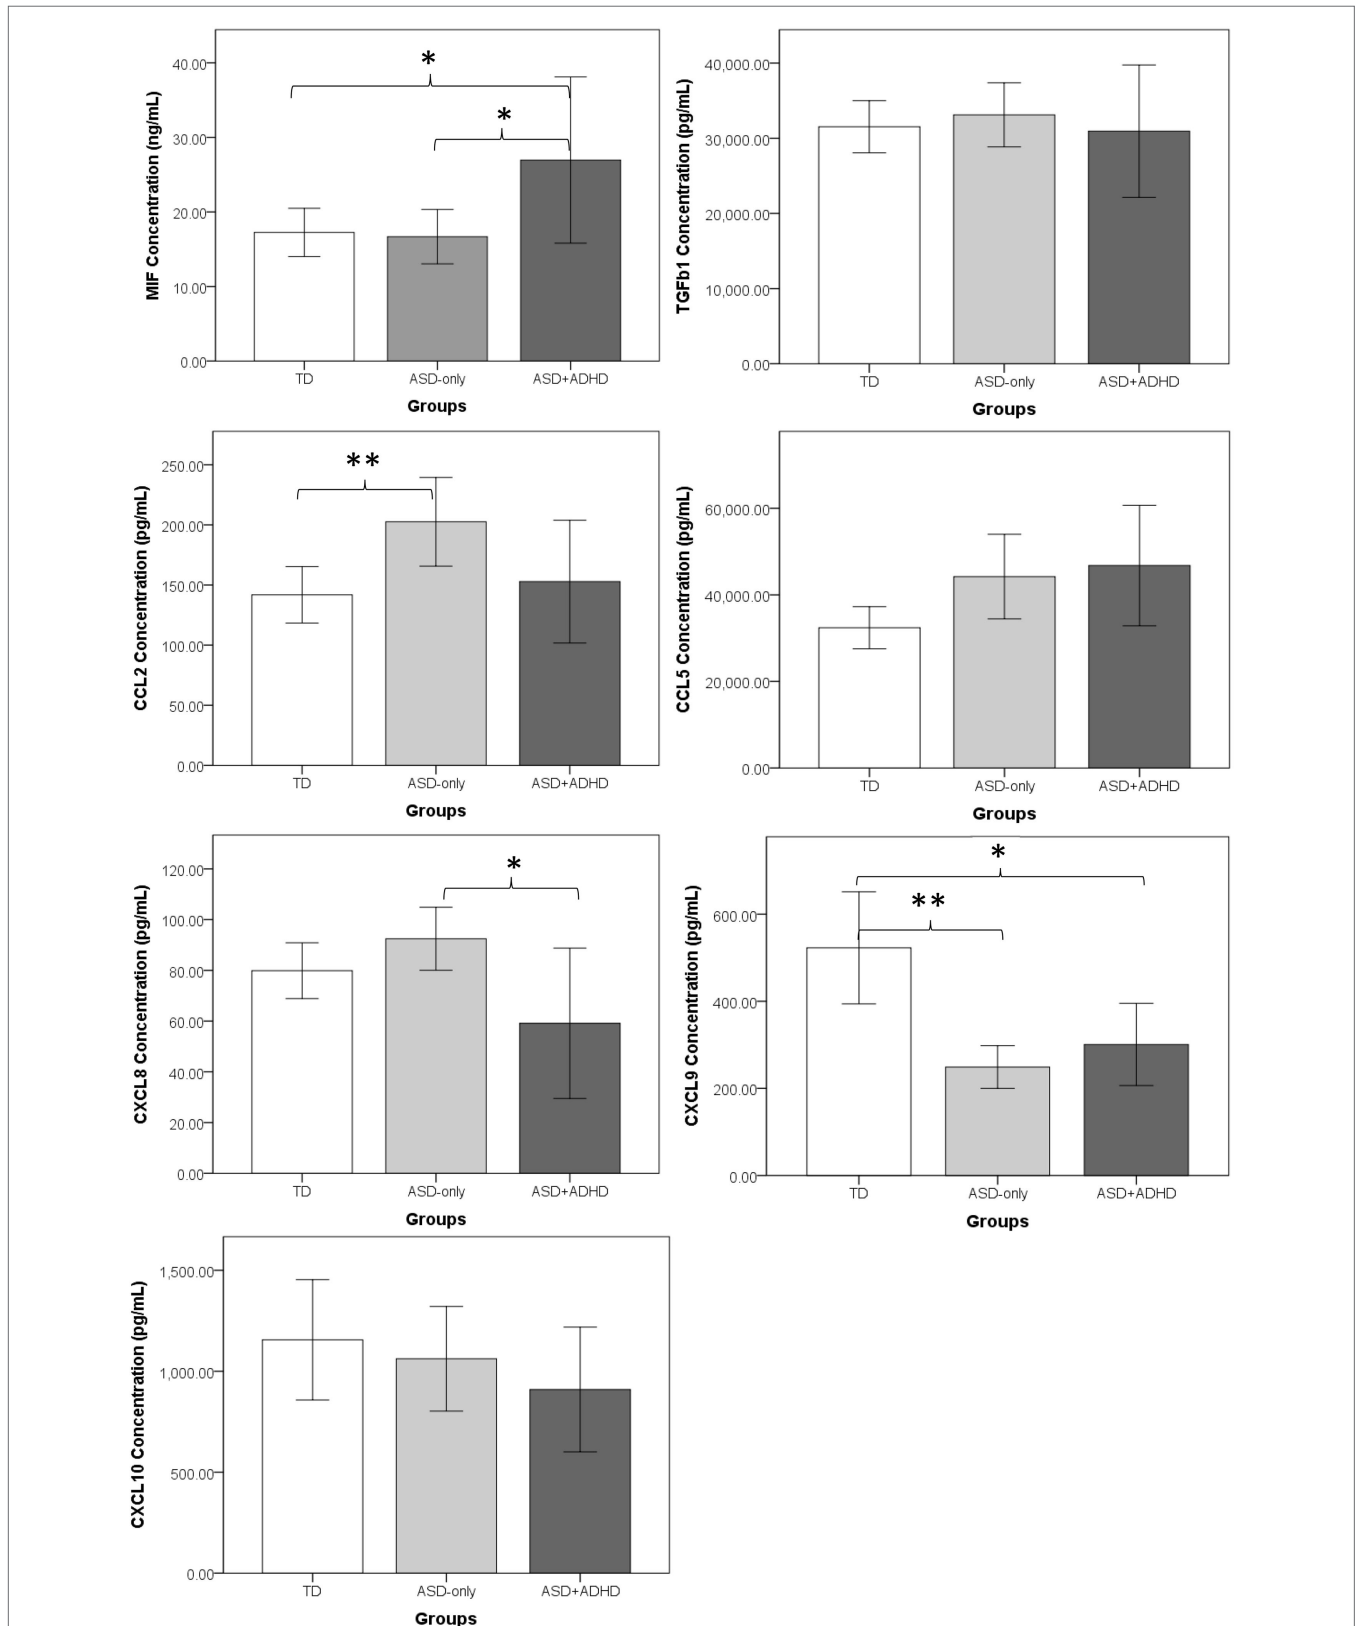 *
*
MIF Concentration (ng/mL)
40.00
30.00
20.00
10.00
0.00
TD
ASD-only
ASD+ADHD
Groups
TGFb1 Concentration (pg/mL)
40,000.00
30,000.00
20,000.00
10,000.00
0.00
TD
ASD-only
ASD+ADHD
Groups
**
CCL2 Concentration (pg/mL)
250.00
200.00
150.00
100.00
50.00
0.00
TD
ASD-only
ASD+ADHD
Groups
CCL5 Concentration (pg/mL)
60,000.00
40,000.00
20,000.00
0.00
TD
ASD-only
ASD+ADHD
Groups
*
CXCL8 Concentration (pg/mL)
120.00
100.00
80.00
60.00
40.00
20.00
0.00
TD
ASD-only
ASD+ADHD
Groups
*
**
CXCL9 Concentration (pg/mL)
600.00
400.00
200.00
0.00
TD
ASD-only
ASD+ADHD
Groups
CXCL10 Concentration (pg/mL)
1,500.00
1,000.00
500.00
0.00
TD
ASD-only
ASD+ADHD
Groups